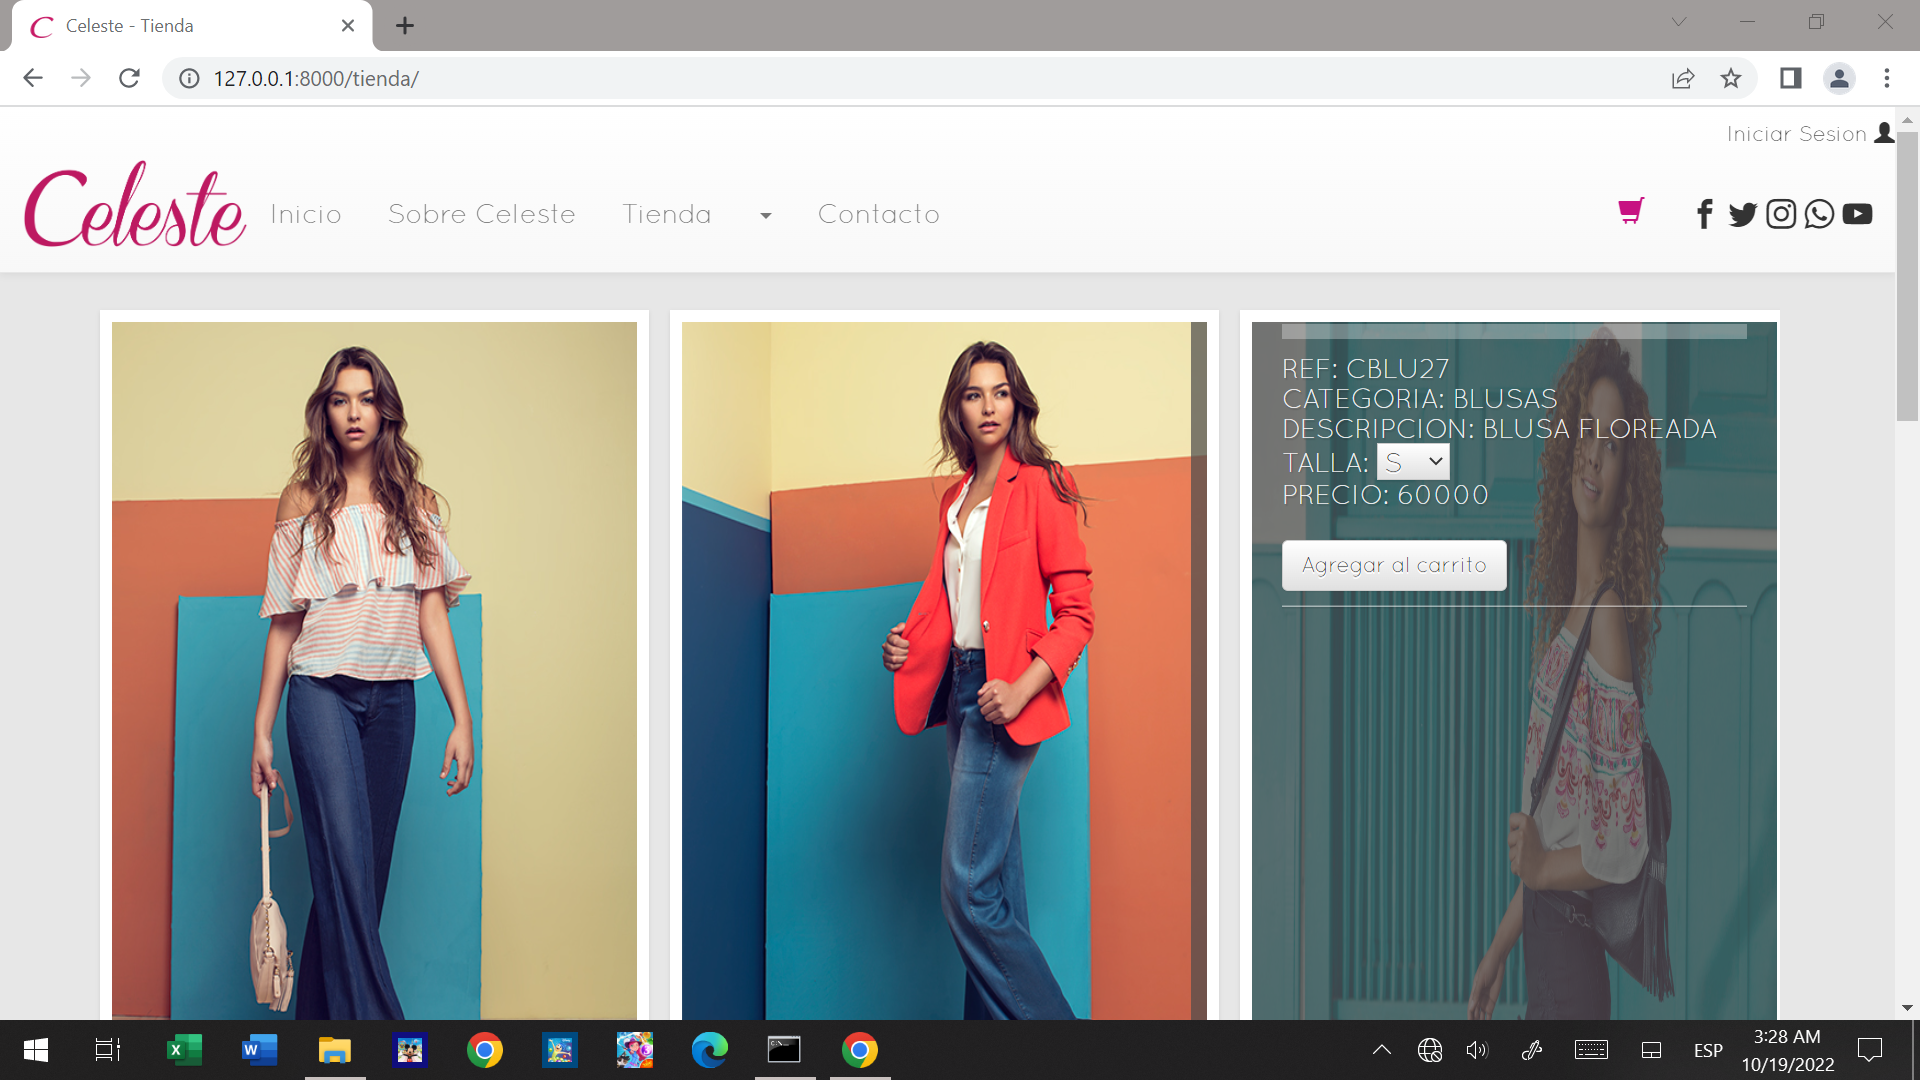 Celeste - Tienda
127.0.0.1:8000/tienda/
Iniciar Sesion
Celeste
Inicio
Sobre Celeste
Tienda
Contacto
REF: CBLU27
CATEGORIA: BLUSAS
DESCRIPCION: BLUSA FLOREADA
TALLA: S
PRECIO: 60000
Agregar al carrito
ESP
3:28 AM
10/19/2022